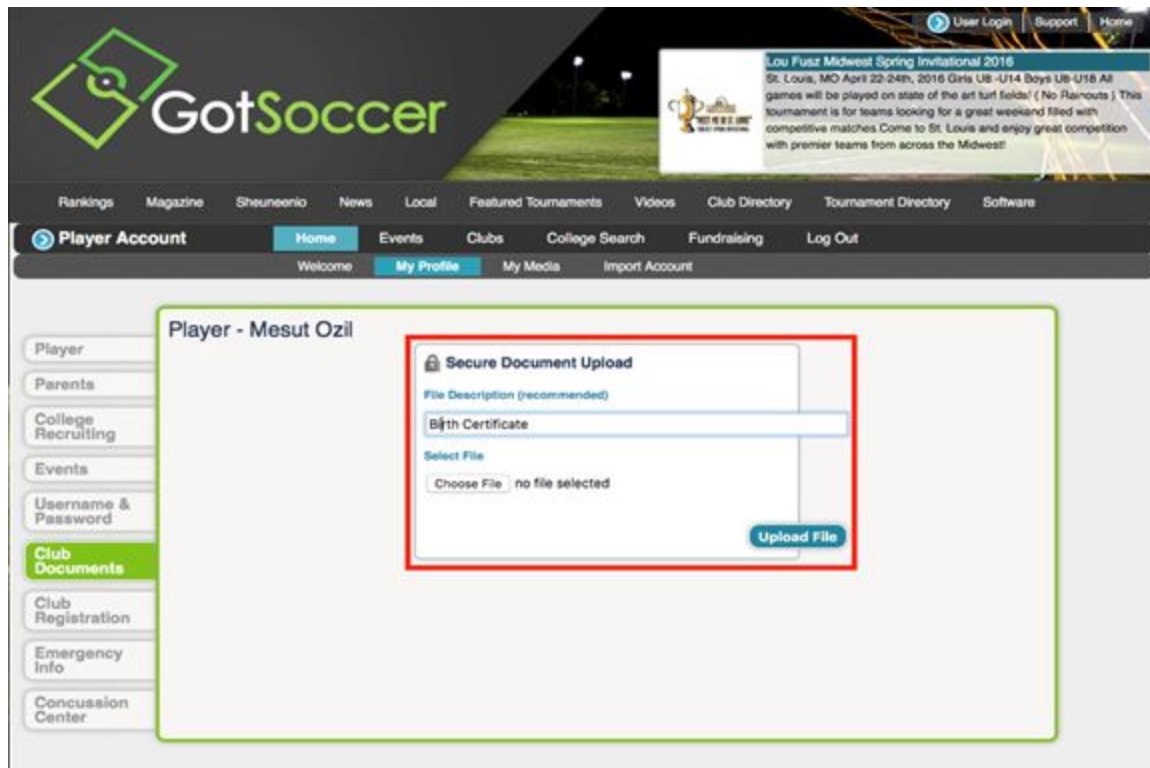 User Login | Support | Home
GotSoccer
Lou Fusz Midwest Spring Invitational 2016
St. Louis, MO April 22-24th, 2016 Girls U8 -U14 Boys U8-U18 All
games will be played on state of the art turf fields! ( No Rainouts ) This
tournament is for teams looking for a great weekend filled with
competitive matches.Come to St. Louis and enjoy great competition
with premier teams from across the Midwest!
Rankings Magazine Sheuneenio News Local Featured Tournaments Videos Club Directory Tournament Directory Software
Player Account Home Events Clubs College Search Fundraising Log Out
Welcome My Profile My Media Import Account
Player - Mesut Ozil
Player
Parents
College
Recruiting
Events
Username &
Password
Club
Documents
Club
Registration
Emergency
Info
Concussion
Center
Secure Document Upload
File Description (recommended)
Birth Certificate
Select File
Choose File no file selected
Upload File